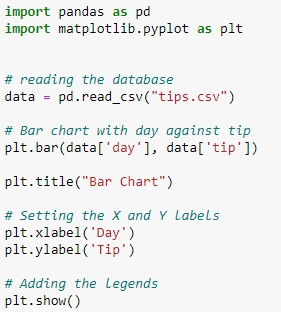 import pandas as pd
import matplotlib.pyplot as plt
# reading the database
data = pd.read_csv("tips.csv")
# Bar chart with day against tip
plt.bar(data['day'], data['tip'])
plt.title("Bar Chart")
# Setting the X and Y labels
plt.xlabel('Day')
plt.ylabel('Tip')
# Adding the legends
plt.show()